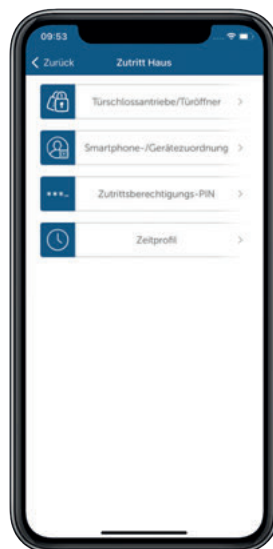 09:53
Zurück Zutritt Haus
Türschlossantriebe/Türöffner
Smartphone-/Gerätezuordnung
Zutrittsberechtigungs-PIN
Zeitprofil